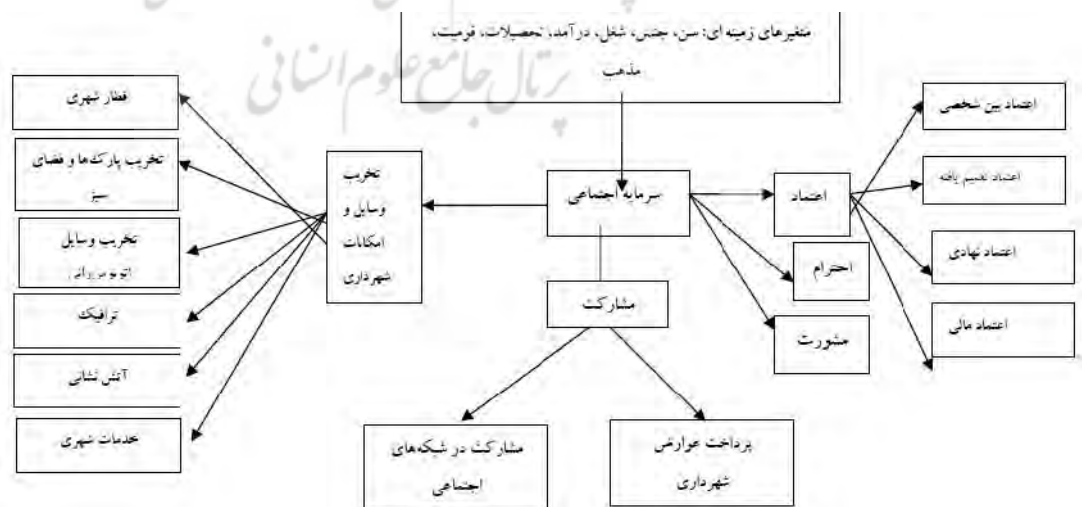 متغیرهای زمینه ای: سن، جنس، شغل، درآمد، تحصیلات، قومیت،
مذهب
پرتال جامع علوم انسانی
اعتماد بین شخصی
اعتماد تعمیم یافته
اعتماد نهادی
اعتماد مالی
اعتماد
احترام
مشورت
سرمایه اجتماعی
مشارکت
پرداخت عوارض
شهرداری
مشارکت در شبکه‌های
اجتماعی
تخریب
وسایل و
امکانات
شهرداری
قطار شهری
تخریب پارک‌ها و فضای
سبز
تخریب وسایل
ترافیک
آتش نشانی
خدمات شهری